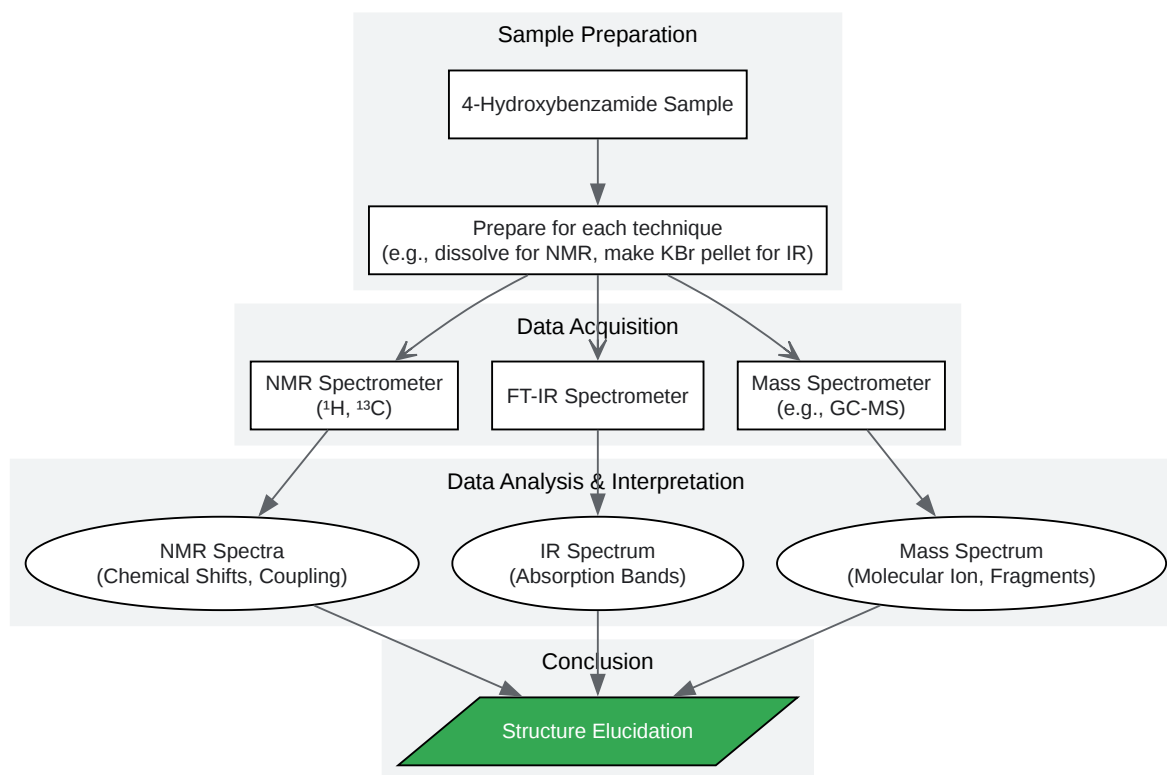 Sample Preparation
4-Hydroxybenzamide Sample
Prepare for each technique
(e.g., dissolve for NMR, make KBr pellet for IR)
Data Acquisition
NMR Spectrometer
(¹H, ¹³C)
FT-IR Spectrometer
Mass Spectrometer
(e.g., GC-MS)
Data Analysis & Interpretation
NMR Spectra
(Chemical Shifts, Coupling)
IR Spectrum
(Absorption Bands)
Mass Spectrum
(Molecular Ion, Fragments)
Conclusion
Structure Elucidation